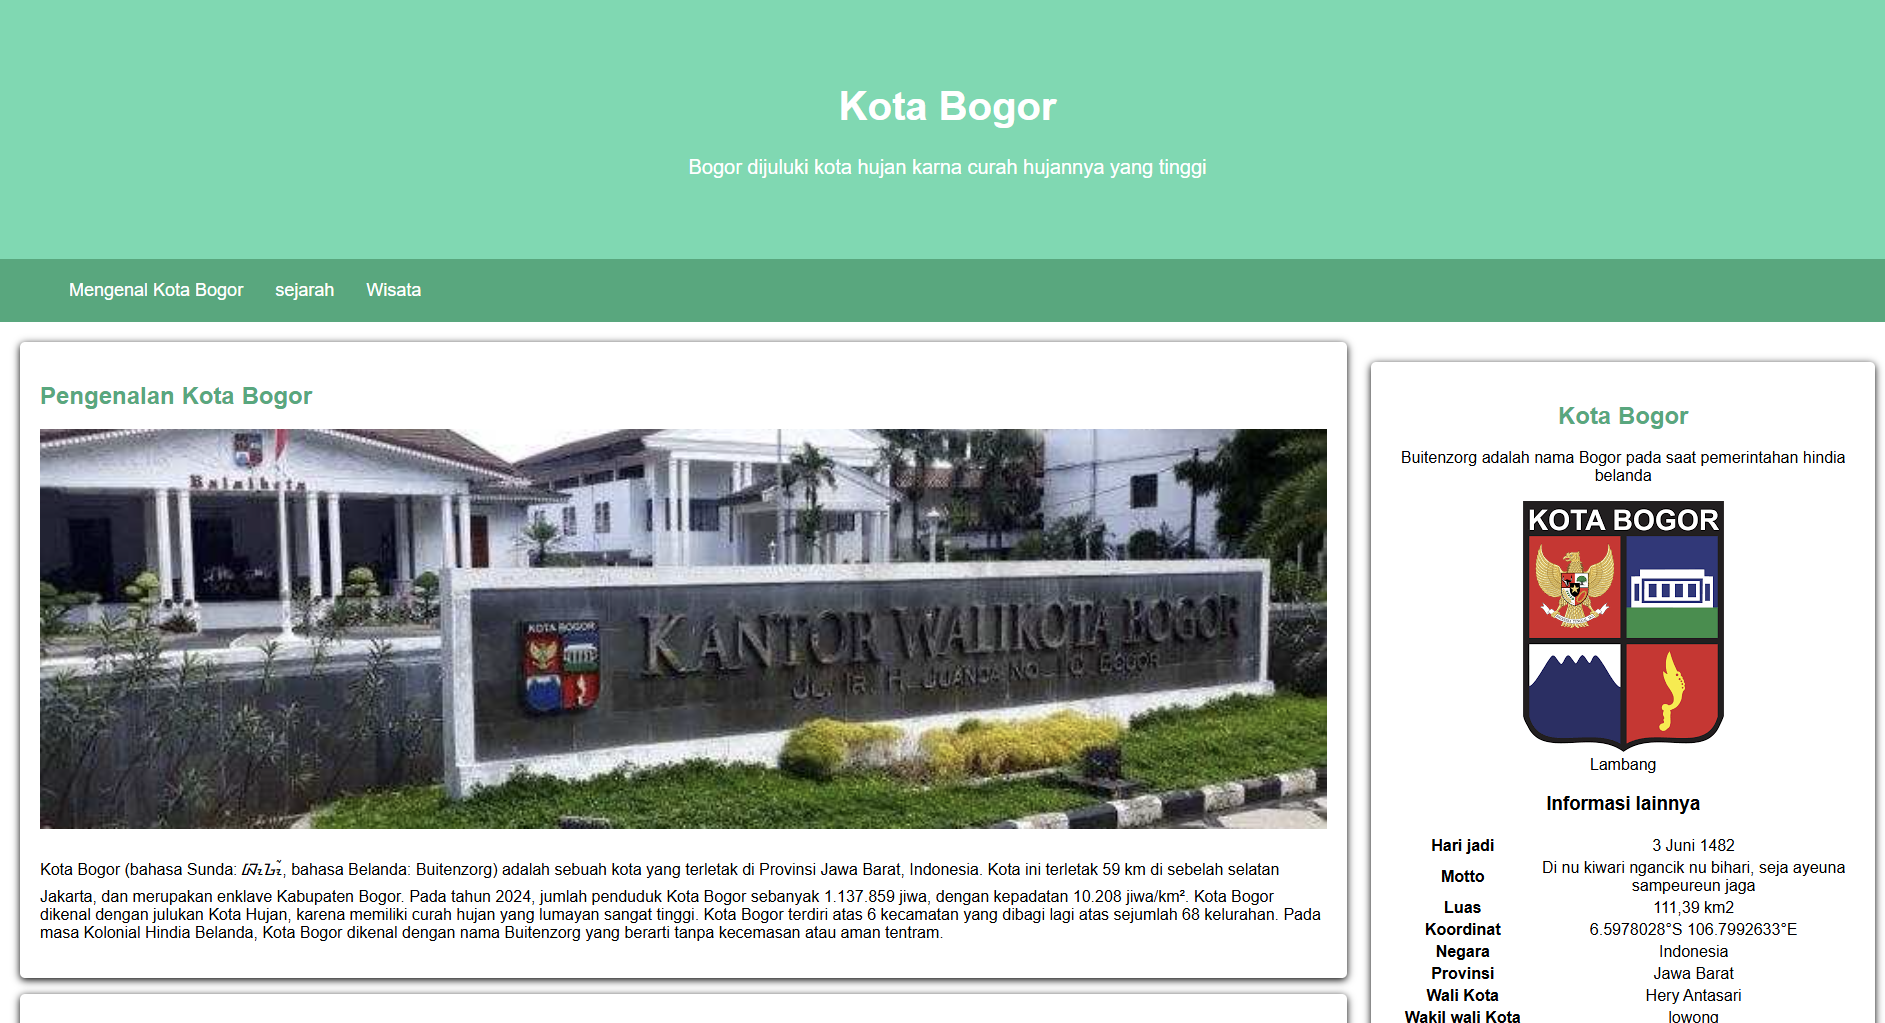 Kota Bogor
Bogor dijuluki kota hujan karna curah hujannya yang tinggi
Mengenal Kota Bogor
sejarah
Wisata
Pengenalan Kota Bogor
Balaikota
KOTA BOGOR
KANTOR WALIKOTA BOGOR
JL. IR. H. JUANDA NO. 10 BOGOR
Kota Bogor (bahasa Sunda: , bahasa Belanda: Buitenzorg) adalah sebuah kota yang terletak di Provinsi Jawa Barat, Indonesia. Kota ini terletak 59 km di sebelah selatan
Jakarta, dan merupakan enklave Kabupaten Bogor. Pada tahun 2024, jumlah penduduk Kota Bogor sebanyak 1.137.859 jiwa, dengan kepadatan 10.208 jiwa/km². Kota Bogor
dikenal dengan julukan Kota Hujan, karena memiliki curah hujan yang lumayan sangat tinggi. Kota Bogor terdiri atas 6 kecamatan yang dibagi lagi atas sejumlah 68 kelurahan. Pada
masa Kolonial Hindia Belanda, Kota Bogor dikenal dengan nama Buitenzorg yang berarti tanpa kecemasan atau aman tentram.
Kota Bogor
Buitenzorg adalah nama Bogor pada saat pemerintahan hindia
belanda
KOTA BOGOR
Lambang
Informasi lainnya
Hari jadi 3 Juni 1482
Motto Di nu kiwari ngancik nu bihari, seja ayeuna
sampeureun jaga
Luas 111,39 km2
Koordinat 6.5978028°S 106.7992633°E
Negara Indonesia
Provinsi Jawa Barat
Wali Kota Hery Antasari
Wakil wali Kota lowong